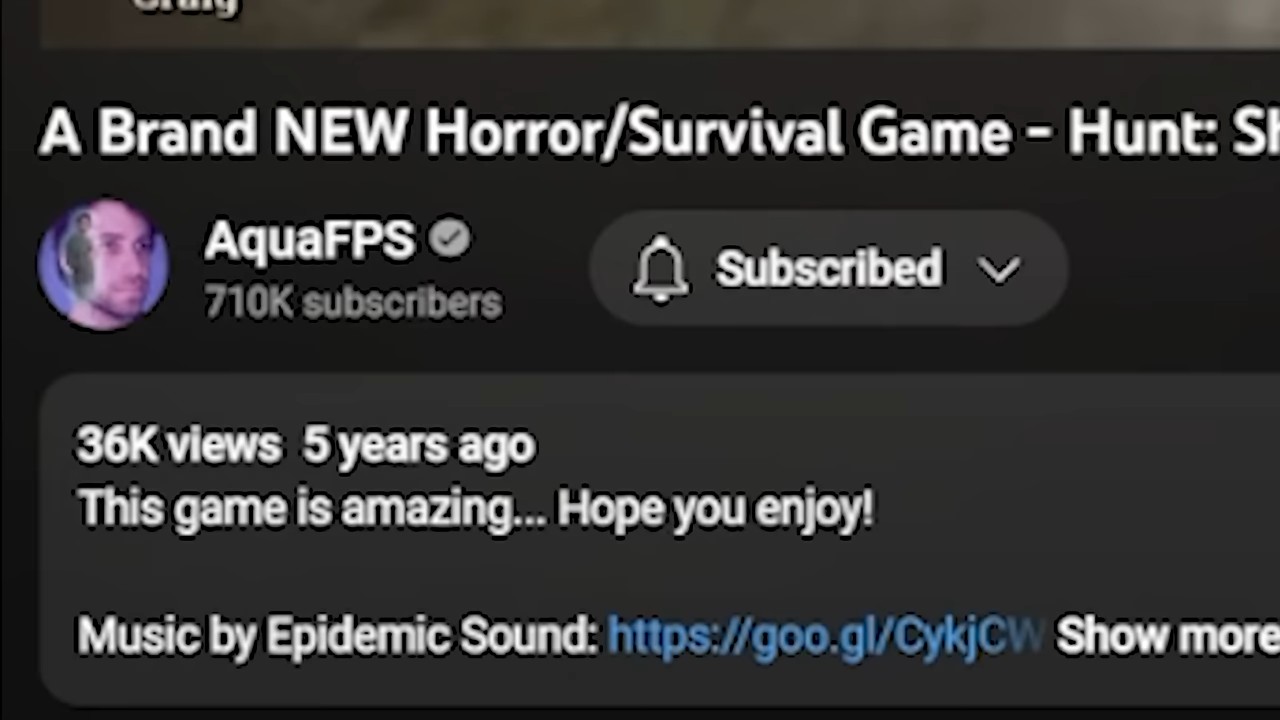 Craig
A Brand NEW Horror/Survival Game - Hunt: Sh
AquaFPS
710K subscribers
Subscribed
36K views 5 years ago
This game is amazing... Hope you enjoy!
Music by Epidemic Sound: https://goo.gl/CykjCW Show more